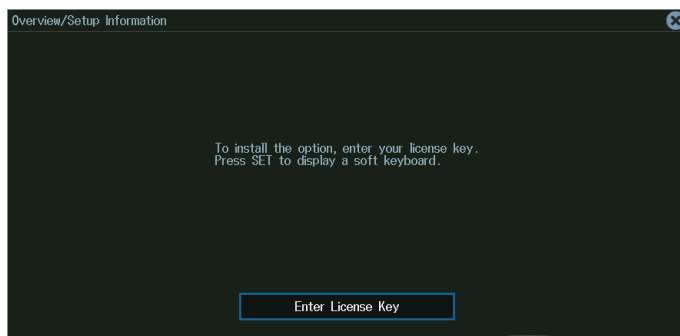 Overview/Setup Information
To install the option, enter your license key.
Press SET to display a soft keyboard.
Enter License Key